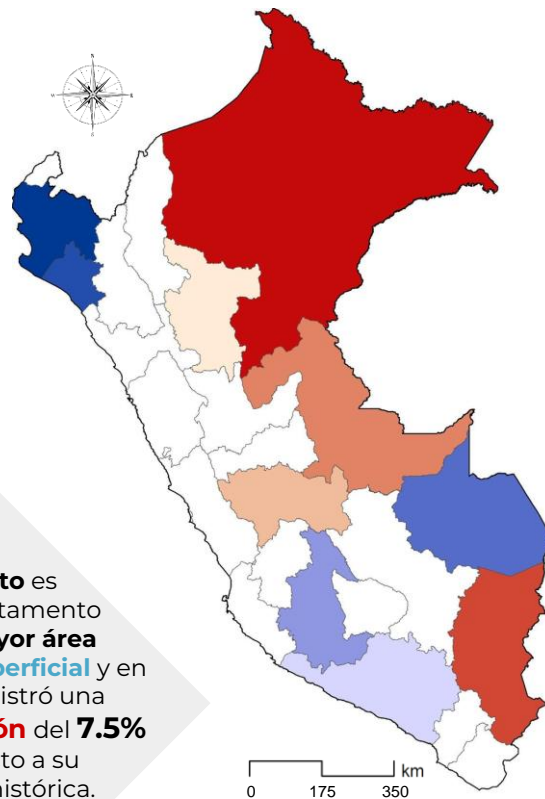 to es
tamento
yor área
erficial y en
istró una
ón del 7.5%
to a su
histórica.
km
0 175 350